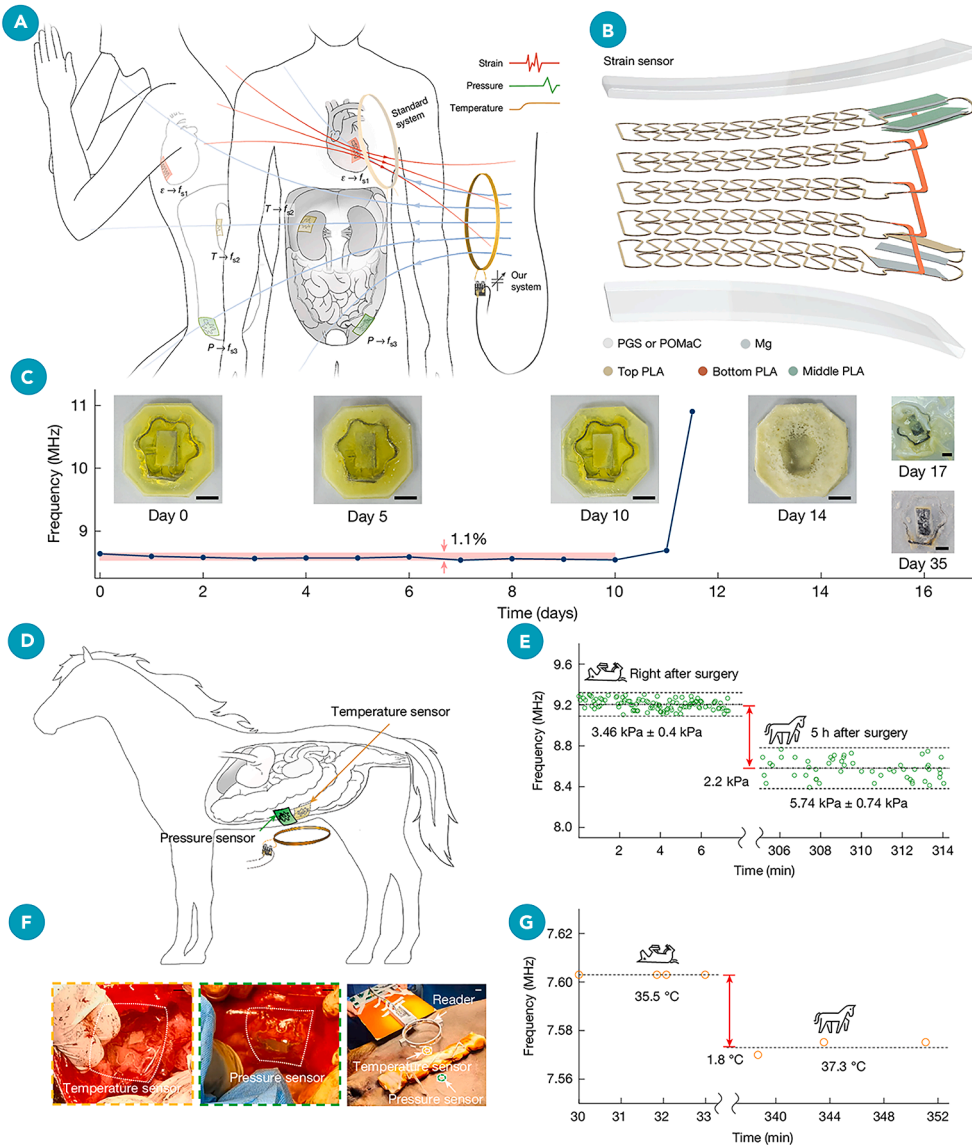 A
Strain
Pressure
Temperature
Standard
system
ε → fs1
ε → fs1
T → fs2
T → fs2
Our
system
P → fs3
P → fs3
B
Strain sensor
PGS or POMaC
Mg
Top PLA
Bottom PLA
Middle PLA
C
Frequency (MHz)
11
10
9
Day 0
Day 5
Day 10
Day 14
Day 17
Day 35
1.1%
0 2 4 6 8 10 12 14 16
Time (days)
D
Temperature sensor
Pressure sensor
E
Frequency (MHz)
9.6
9.2
8.8
8.4
8.0
Right after surgery
3.46 kPa ± 0.4 kPa
5 h after surgery
2.2 kPa
5.74 kPa ± 0.74 kPa
2 4 6 306 308 310 312 314
Time (min)
F
Temperature sensor
Pressure sensor
Reader
Temperature sensor
Pressure sensor
G
Frequency (MHz)
7.62
7.60
7.58
7.56
35.5 °C
1.8 °C
37.3 °C
30 31 32 33 340 344 348 352
Time (min)